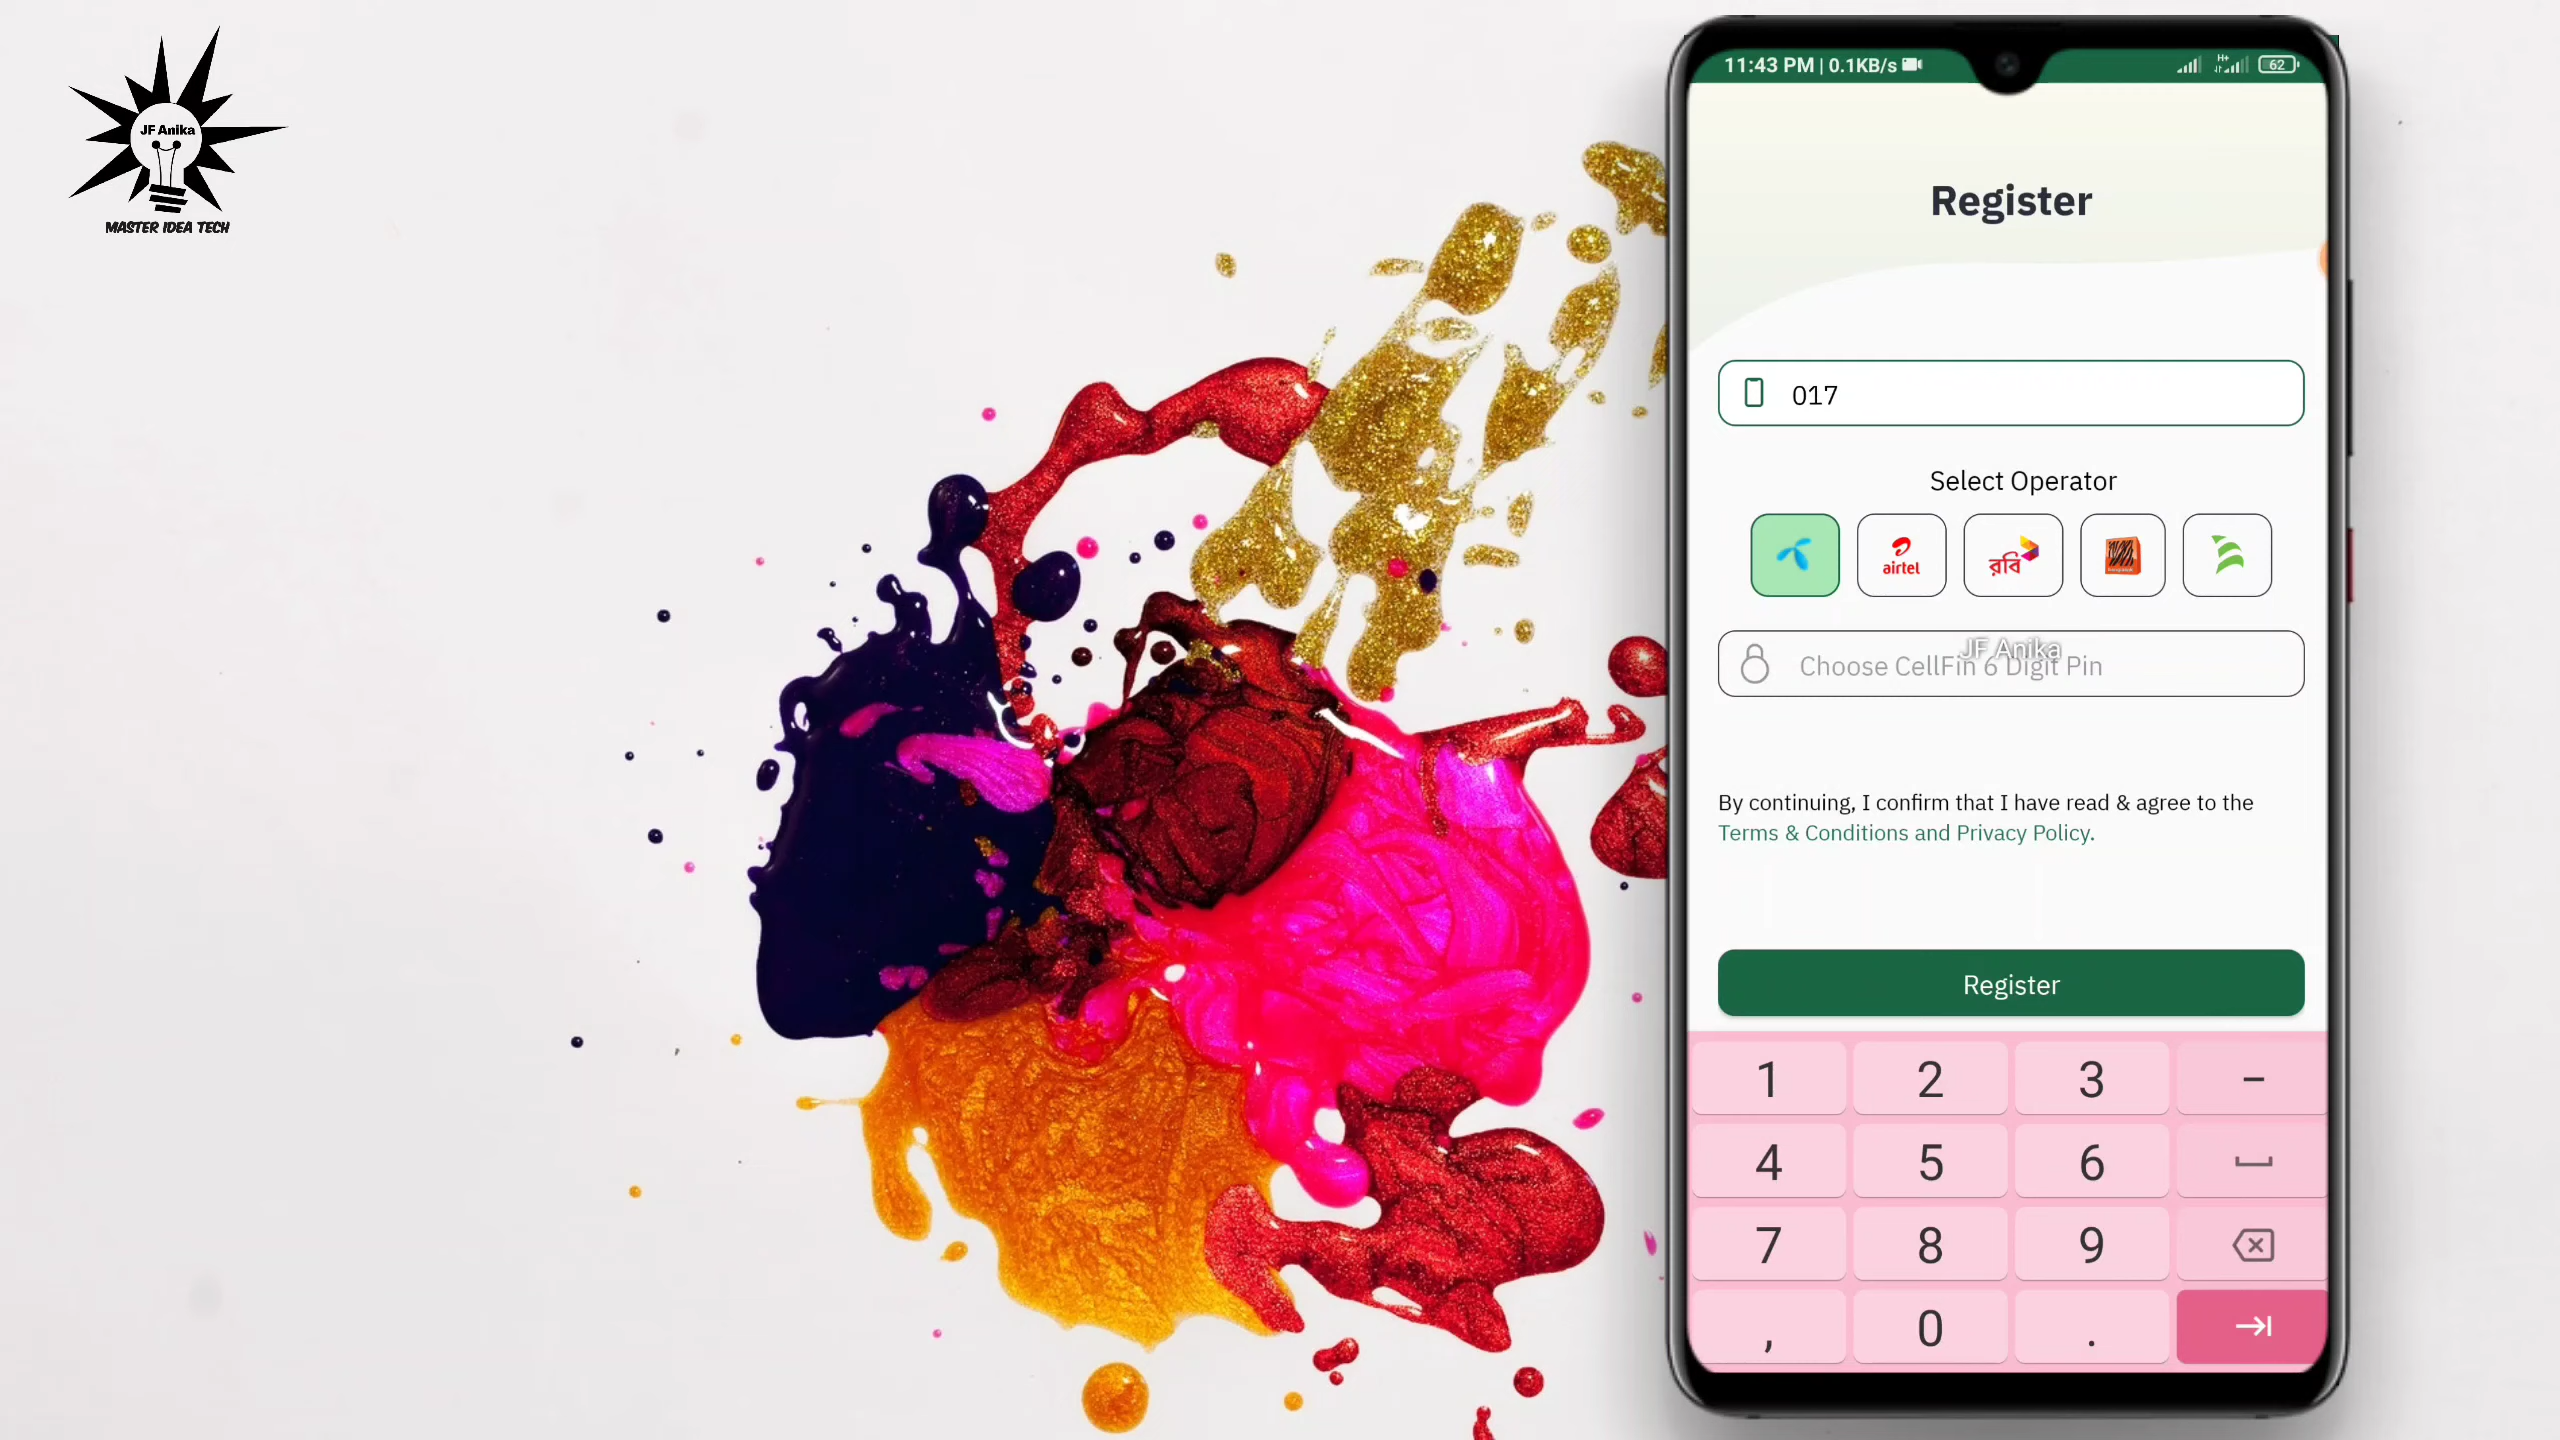 JF Anika
MASTER IDEA TECH
11:43 PM | 0.1KB/s
H+
62
Register
017
Select Operator
airtel
রবি
Choose CellFin 6 Digit Pin
JF Anika
By continuing, I confirm that I have read & agree to the
Terms & Conditions and Privacy Policy.
Register
1 2 3 −
4 5 6
7 8 9
, 0 .